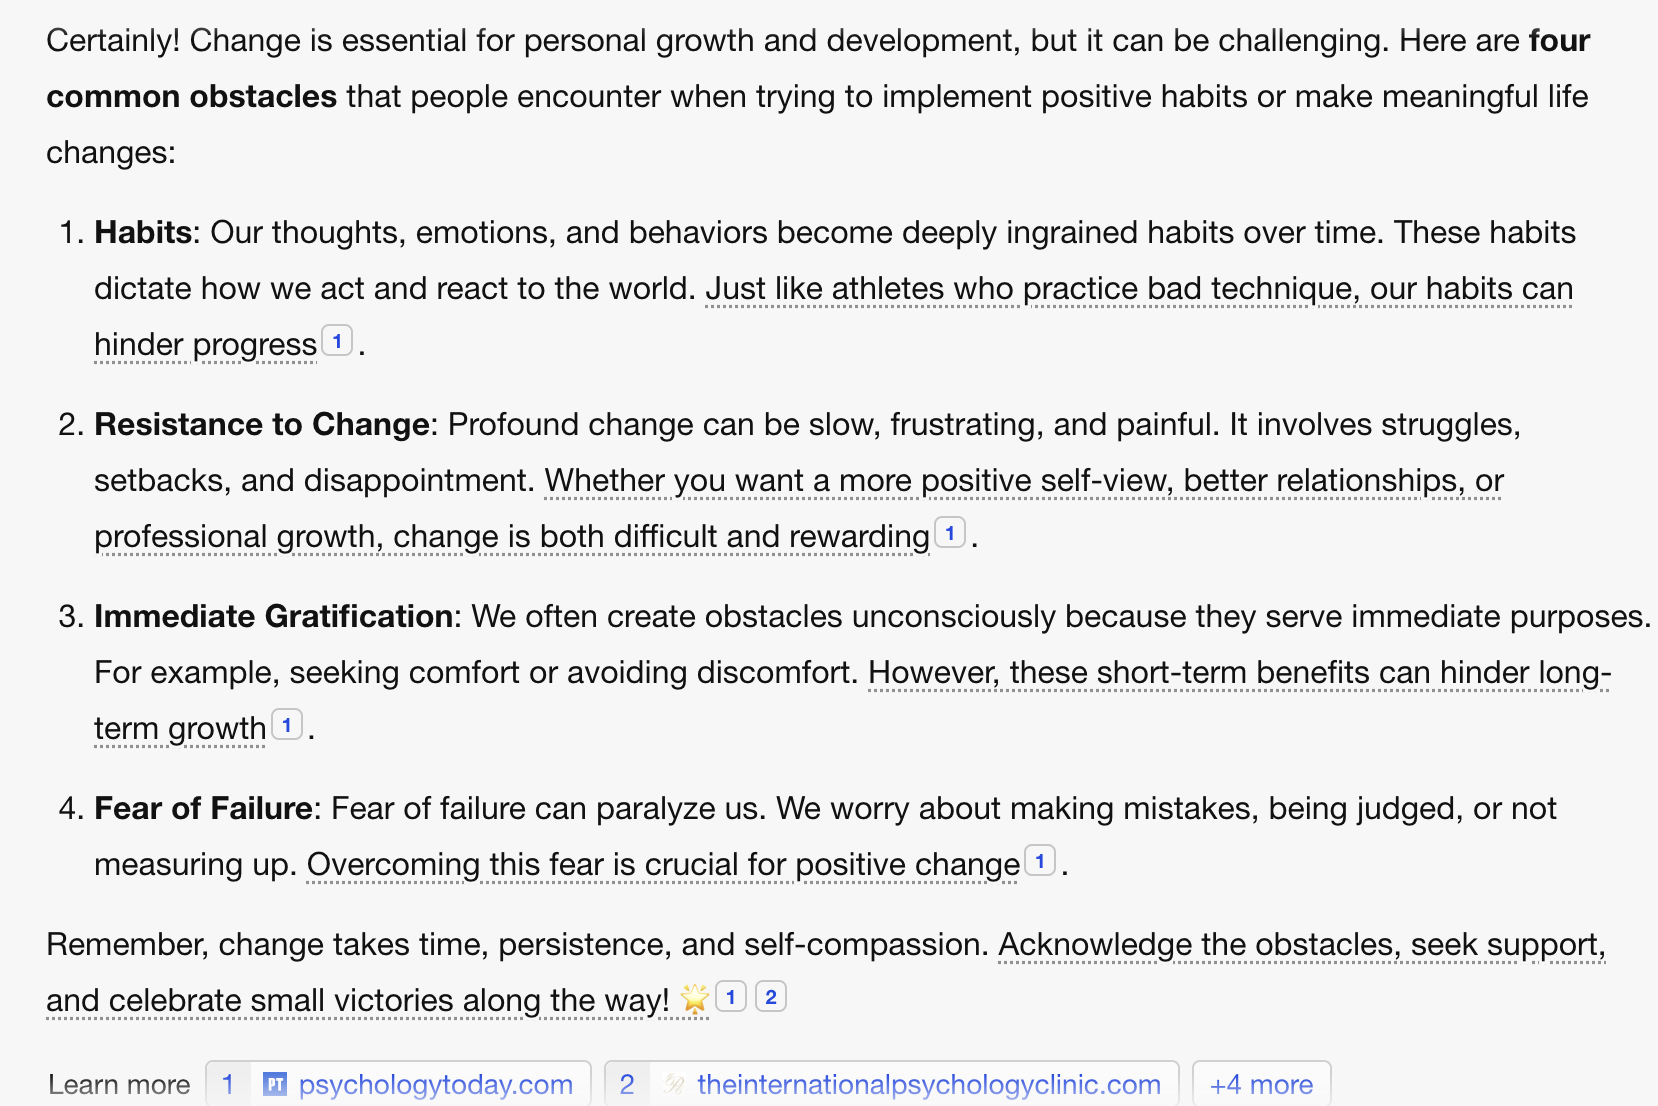 Certainly! Change is essential for personal growth and development, but it can be challenging. Here are four
common obstacles that people encounter when trying to implement positive habits or make meaningful life
changes:
1. Habits: Our thoughts, emotions, and behaviors become deeply ingrained habits over time. These habits
dictate how we act and react to the world. Just like athletes who practice bad technique, our habits can
hinder progress 1 .
2. Resistance to Change: Profound change can be slow, frustrating, and painful. It involves struggles,
setbacks, and disappointment. Whether you want a more positive self-view, better relationships, or
professional growth, change is both difficult and rewarding 1 .
3. Immediate Gratification: We often create obstacles unconsciously because they serve immediate purposes.
For example, seeking comfort or avoiding discomfort. However, these short-term benefits can hinder long-
term growth 1 .
4. Fear of Failure: Fear of failure can paralyze us. We worry about making mistakes, being judged, or not
measuring up. Overcoming this fear is crucial for positive change 1 .
Remember, change takes time, persistence, and self-compassion. Acknowledge the obstacles, seek support,
and celebrate small victories along the way! 🌟 1 2
Learn more 1 PT psychologytoday.com 2 theinternationalpsychologyclinic.com +4 more